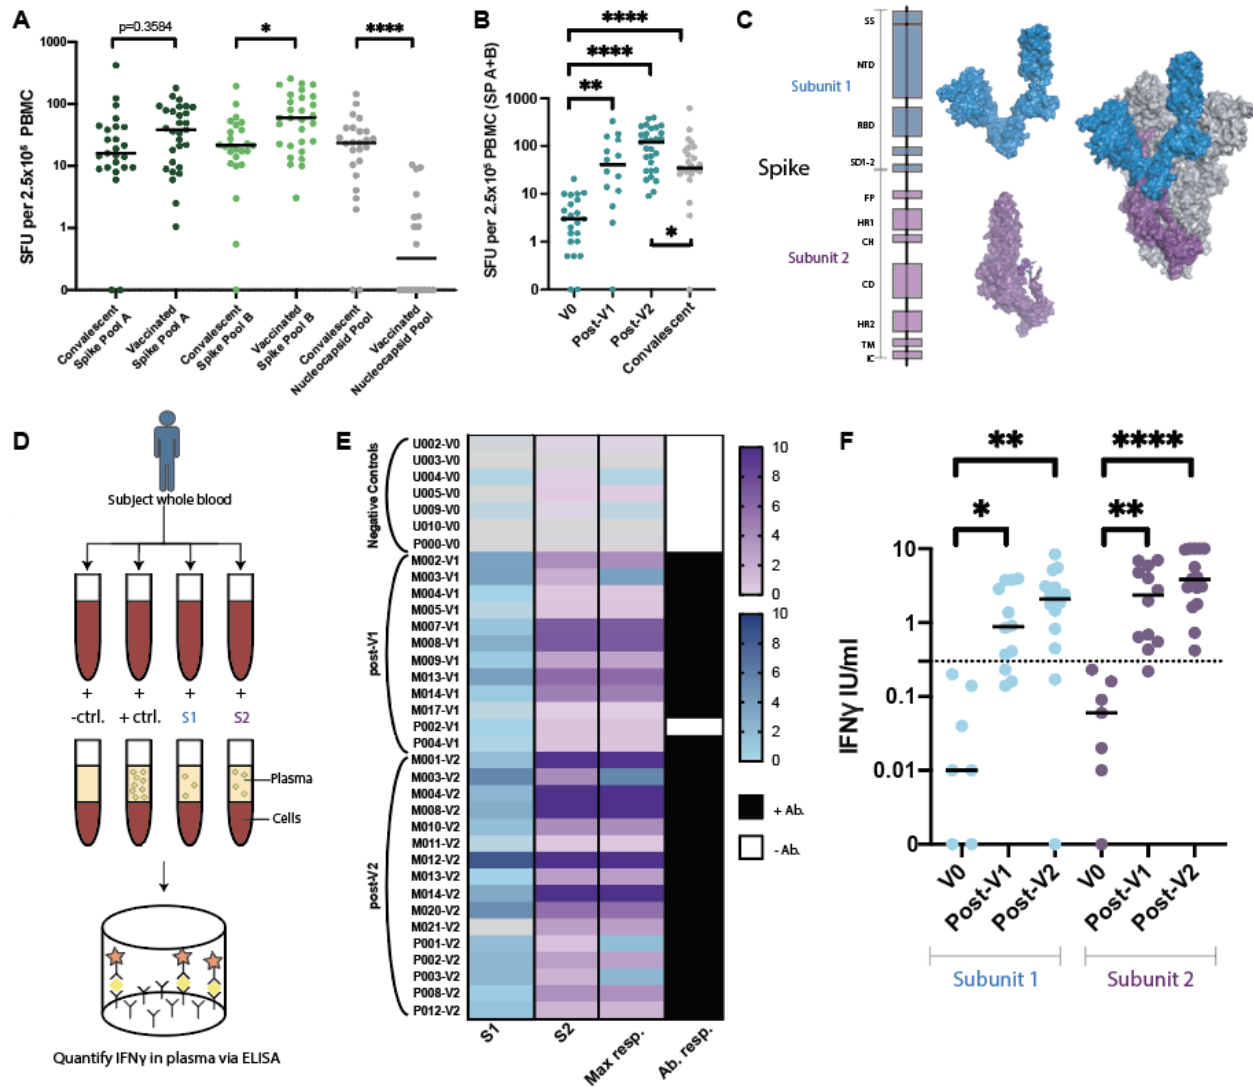 A
p=0.3584
*
****
SFU per 2.5x10⁵ PBMC
1000
100
10
1
0
Convalescent
Spike Pool A
Vaccinated
Spike Pool A
Convalescent
Spike Pool B
Vaccinated
Spike Pool B
Convalescent
Nucleocapsid Pool
Vaccinated
Nucleocapsid Pool
B
****
****
**
*
SFU per 2.5x10⁵ PBMC (SP A+B)
1000
100
10
1
0
V0
Post-V1
Post-V2
Convalescent
C
Spike
Subunit 1
Subunit 2
SS
NTD
RBD
SD1-2
FP
HR1
CH
CD
HR2
TM
IC
D
Subject whole blood
+
+
+
+
-ctrl.
+ ctrl.
S1
S2
Plasma
Cells
Quantify IFNγ in plasma via ELISA
E
Negative Controls
U002-V0
U003-V0
U004-V0
U005-V0
U009-V0
U010-V0
P000-V0
post-V1
M002-V1
M003-V1
M004-V1
M005-V1
M007-V1
M008-V1
M009-V1
M013-V1
M014-V1
M017-V1
P002-V1
P004-V1
post-V2
M001-V2
M003-V2
M004-V2
M008-V2
M010-V2
M011-V2
M012-V2
M013-V2
M014-V2
M020-V2
M021-V2
P001-V2
P002-V2
P003-V2
P008-V2
P012-V2
S1
S2
Max resp.
Ab. resp.
10
8
6
4
2
0
10
8
6
4
2
0
+ Ab.
- Ab.
F
**
*
****
**
IFNγ IU/ml
10
1
0.1
0.01
0
V0
Post-V1
Post-V2
V0
Post-V1
Post-V2
Subunit 1
Subunit 2